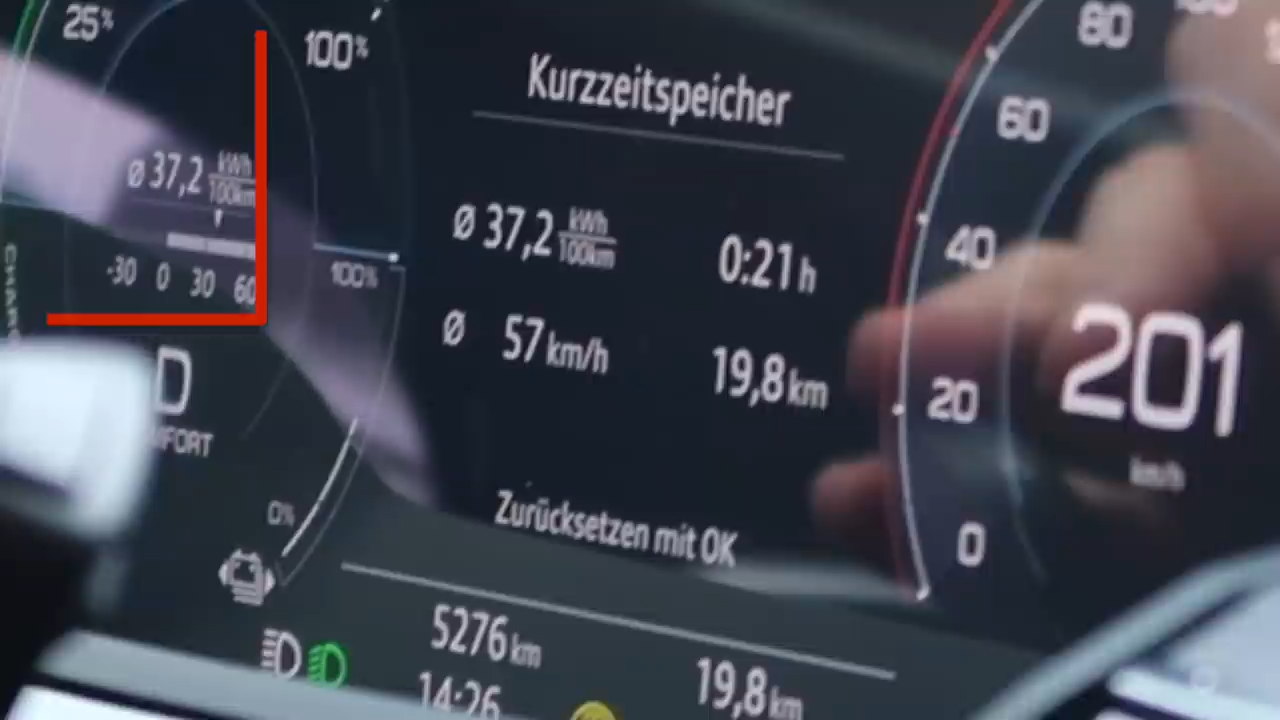 25%
100%
Ø 37,2 kWh/100km
-30 0 30 60
100%
D
0%
Kurzzeitspeicher
Ø 37,2 kWh/100km 0:21 h
Ø 57 km/h 19,8 km
Zurücksetzen mit OK
5276 km 19,8 km
14:26
80
60
40
20
0
201
km/h